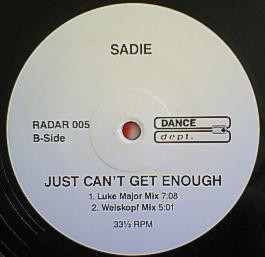 SADIE
RADAR 005
B-Side
DANCE
dept.
JUST CAN'T GET ENOUGH
1. Luke Major Mix 7:08
2. Weiskopf Mix 5:01
33⅓ RPM